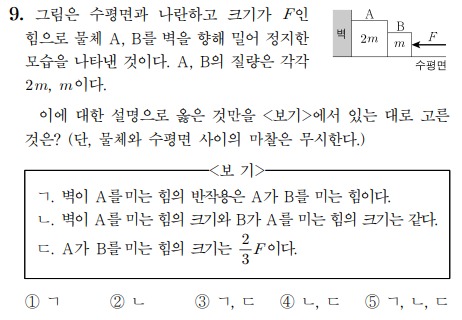 9. 그림은 수평면과 나란하고 크기가 F인
힘으로 물체 A, B를 벽을 향해 밀어 정지한
모습을 나타낸 것이다. A, B의 질량은 각각
2m, m이다.
벽
A
2m
B
m
F
수평면
이에 대한 설명으로 옳은 것만을 <보기>에서 있는 대로 고른
것은? (단, 물체와 수평면 사이의 마찰은 무시한다.)
<보 기>
ㄱ. 벽이 A를 미는 힘의 반작용은 A가 B를 미는 힘이다.
ㄴ. 벽이 A를 미는 힘의 크기와 B가 A를 미는 힘의 크기는 같다.
ㄷ. A가 B를 미는 힘의 크기는 2/3 F이다.
① ㄱ ② ㄴ ③ ㄱ, ㄷ ④ ㄴ, ㄷ ⑤ ㄱ, ㄴ, ㄷ